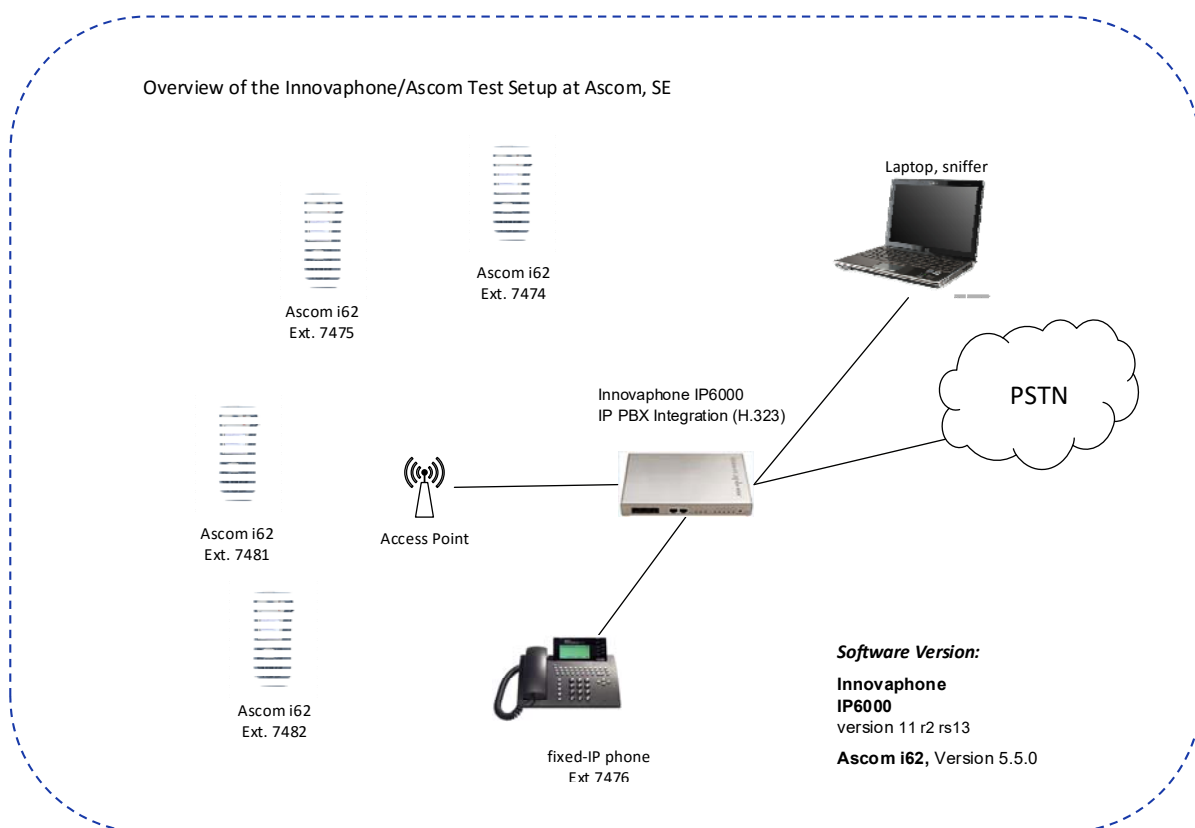 Overview of the Innovaphone/Ascom Test Setup at Ascom, SE
Laptop, sniffer
Ascom i62
Ext. 7474
Ascom i62
Ext. 7475
PSTN
Innovaphone IP6000
IP PBX Integration (H.323)
Ascom i62
Ext. 7481
Access Point
Ascom i62
Ext. 7482
fixed-IP phone
Ext 7476
Software Version:
Innovaphone
IP6000
version 11 r2 rs13
Ascom i62, Version 5.5.0